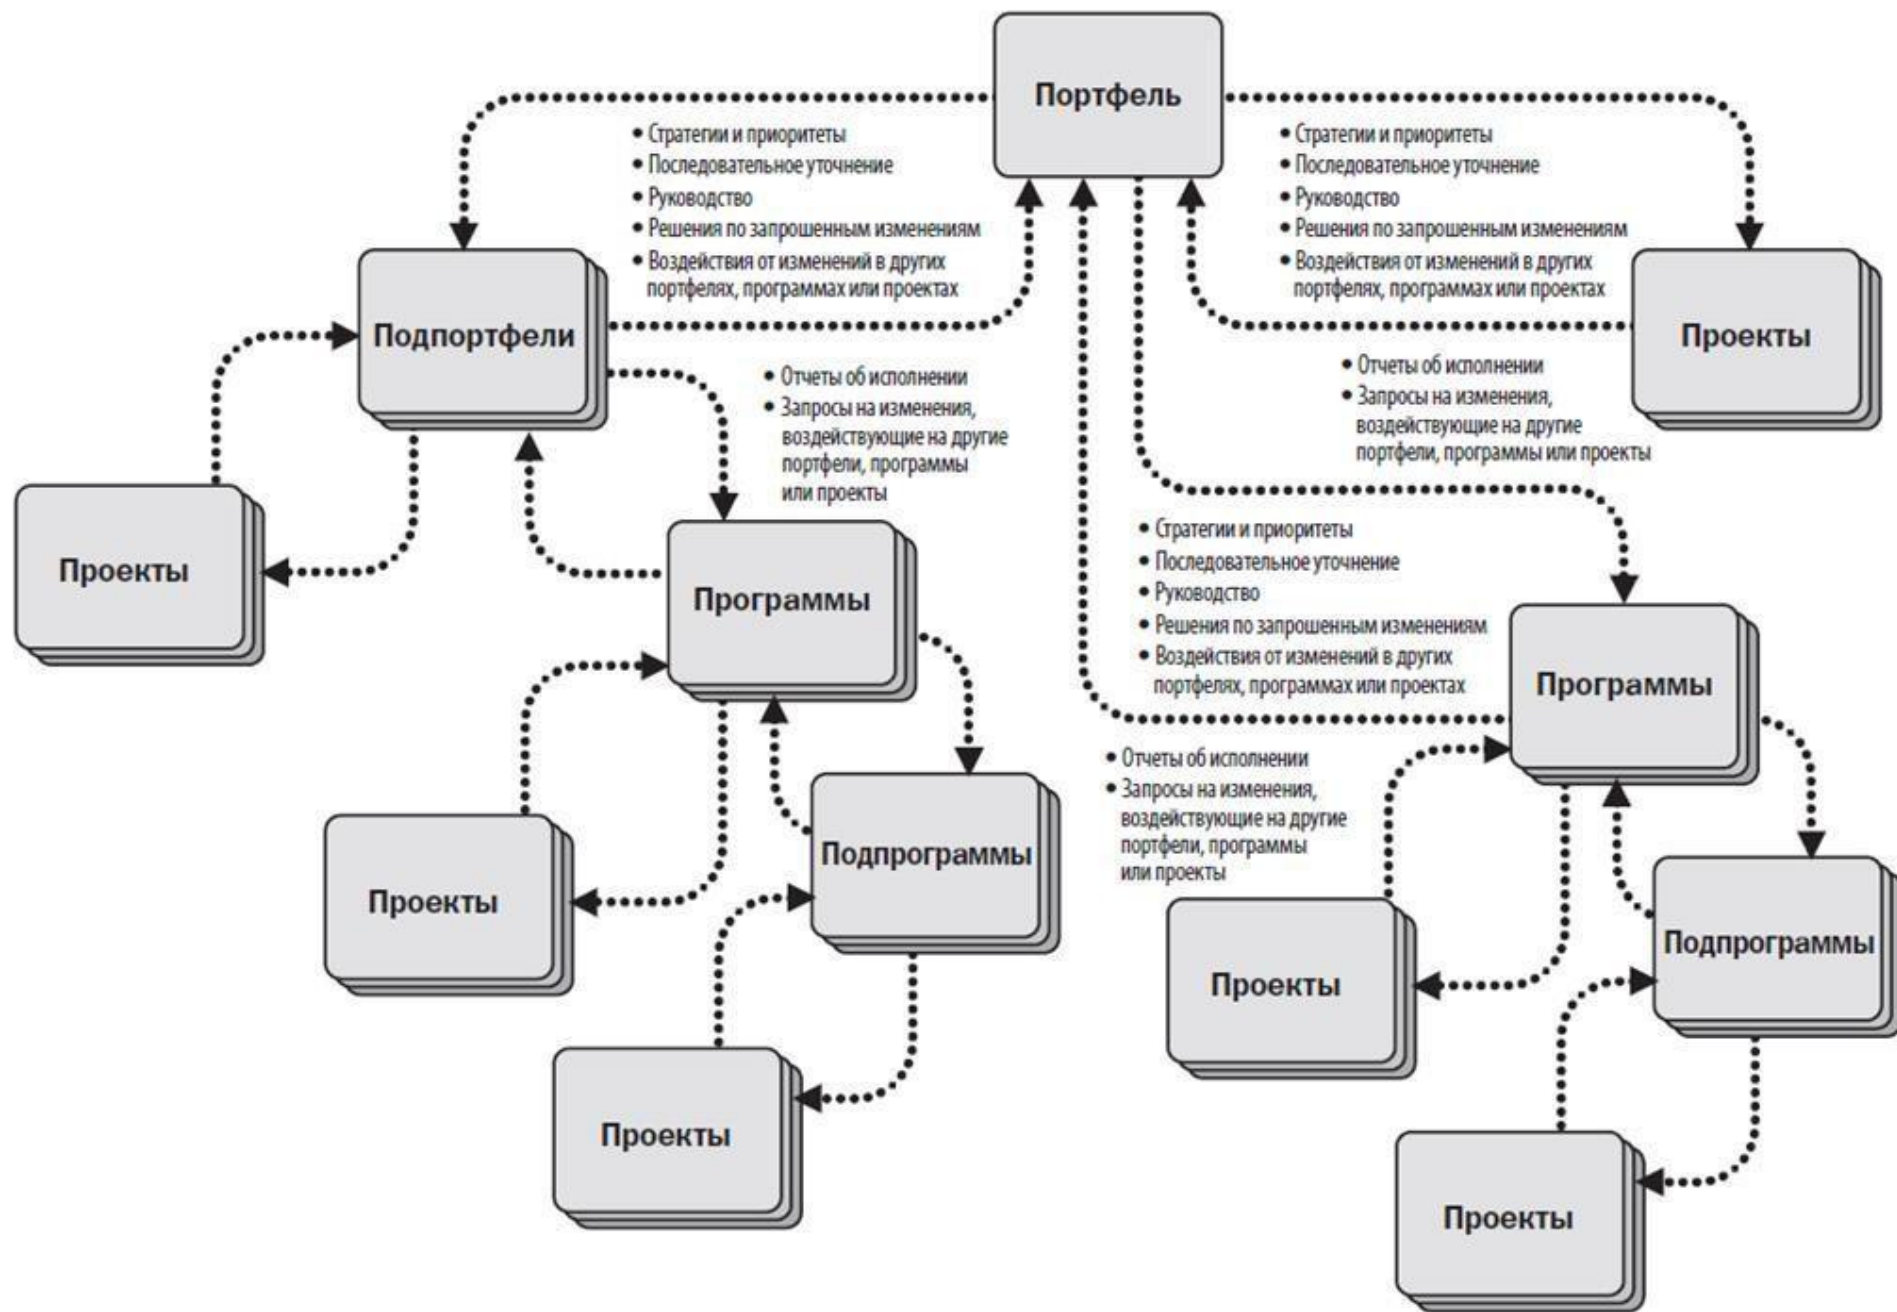 Портфель
• Стратегии и приоритеты
• Последовательное уточнение
• Руководство
• Решения по запрошенным изменениям
• Воздействия от изменений в других
портфелях, программах или проектах
• Стратегии и приоритеты
• Последовательное уточнение
• Руководство
• Решения по запрошенным изменениям
• Воздействия от изменений в других
портфелях, программах или проектах
Подпортфели
Проекты
• Отчеты об исполнении
• Запросы на изменения,
воздействующие на другие
портфели, программы
или проекты
• Отчеты об исполнении
• Запросы на изменения,
воздействующие на другие
портфели, программы или проекты
Проекты
Программы
• Стратегии и приоритеты
• Последовательное уточнение
• Руководство
• Решения по запрошенным изменениям
• Воздействия от изменений в других
портфелях, программах или проектах
Программы
• Отчеты об исполнении
• Запросы на изменения,
воздействующие на другие
портфели, программы
или проекты
Подпрограммы
Проекты
Подпрограммы
Проекты
Проекты
Проекты